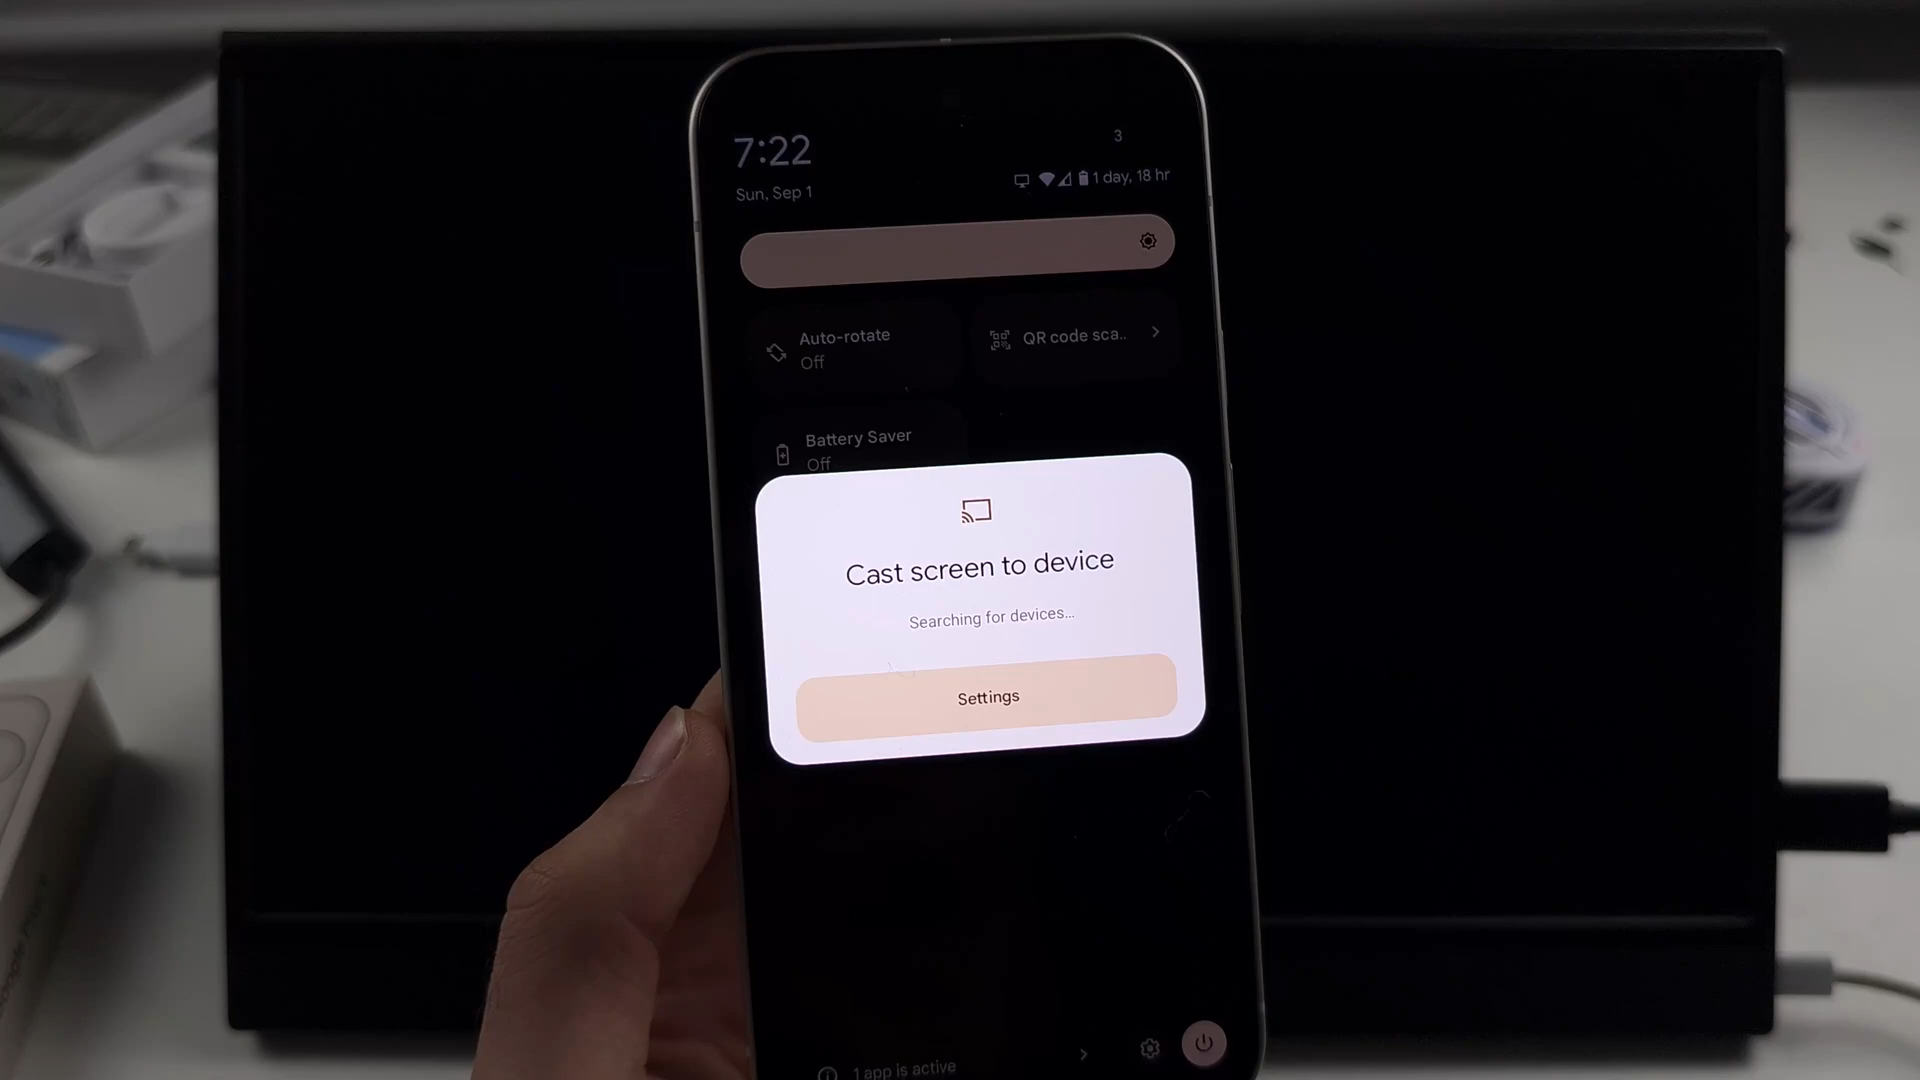 7:22
3
Sun, Sep 1
1 day, 18 hr
Auto-rotate
Off
QR code sca..
Battery Saver
Off
Cast screen to device
Searching for devices...
Settings
1 app is active